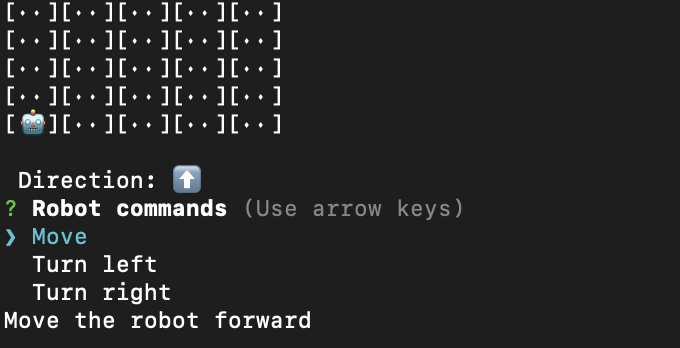 [··][··][··][··][··]
[··][··][··][··][··]
[··][··][··][··][··]
[··][··][··][··][··]
[🤖][··][··][··][··]
Direction: ⬆️
? Robot commands (Use arrow keys)
❯ Move
Turn left
Turn right
Move the robot forward